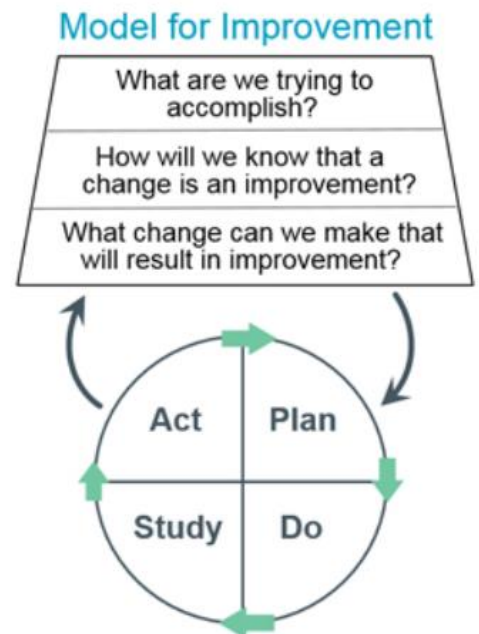 Model for Improvement
What are we trying to
accomplish?
How will we know that a
change is an improvement?
What change can we make that
will result in improvement?
Act
Plan
Study
Do